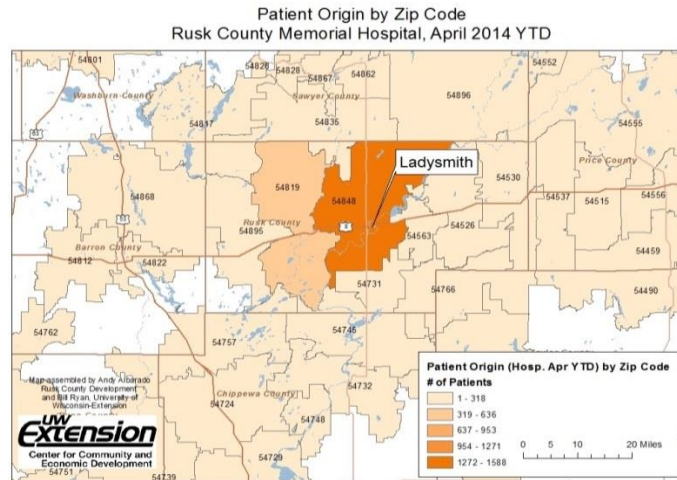 Patient Origin by Zip Code
Rusk County Memorial Hospital, April 2014 YTD
54801
54828
54828
54867
54862
54552
Washburn County
Sawyer County
54896
54817
54835
54555
63
Ladysmith
Price County
54819
54530
54868
54848
54537
54515
54556
Rusk County
8
53
54895
54563
54526
Barron County
54812
54822
54459
54731
54766
54490
54762
54757
54745
Map assembled by Andy Albarado
Rusk County Development
and Bill Ryan, University of
Wisconsin-Extension
Chippewa County
54724
54732
54748
54729
54751
54739
UW
Extension
Center for Community and
Economic Development
Patient Origin (Hosp. Apr YTD) by Zip Code
# of Patients
1 - 318
319 - 636
637 - 953
954 - 1271
1272 - 1588
0 5 10 20 Miles